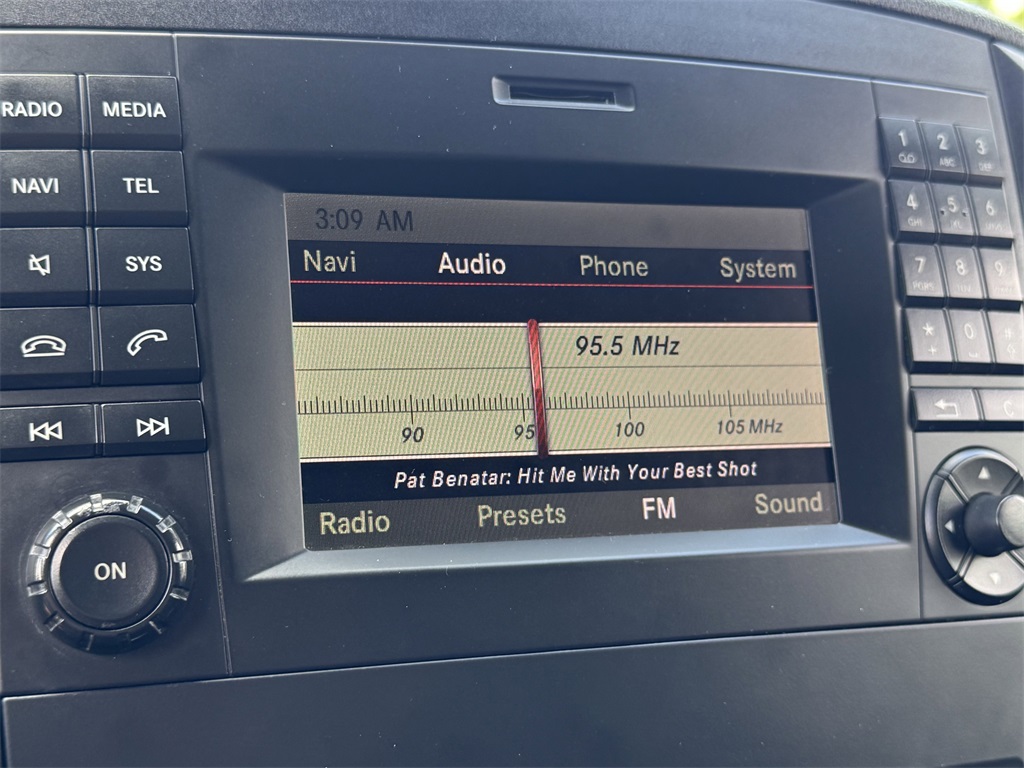 RADIO MEDIA
NAVI TEL
SYS
ON
3:09 AM
Navi Audio Phone System
95.5 MHz
90 95 100 105 MHz
Pat Benatar: Hit Me With Your Best Shot
Radio Presets FM Sound
1 2 3
4 5 6
GHI
7 8 9
PQRS
* 0 #
+
C